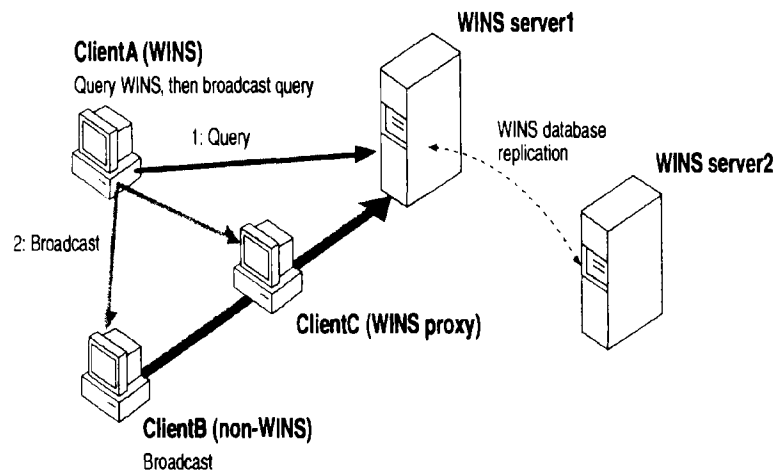 WINS server1
ClientA (WINS)
Query WINS, then broadcast query
1: Query
WINS database
replication
WINS server2
2: Broadcast
ClientC (WINS proxy)
ClientB (non-WINS)
Broadcast